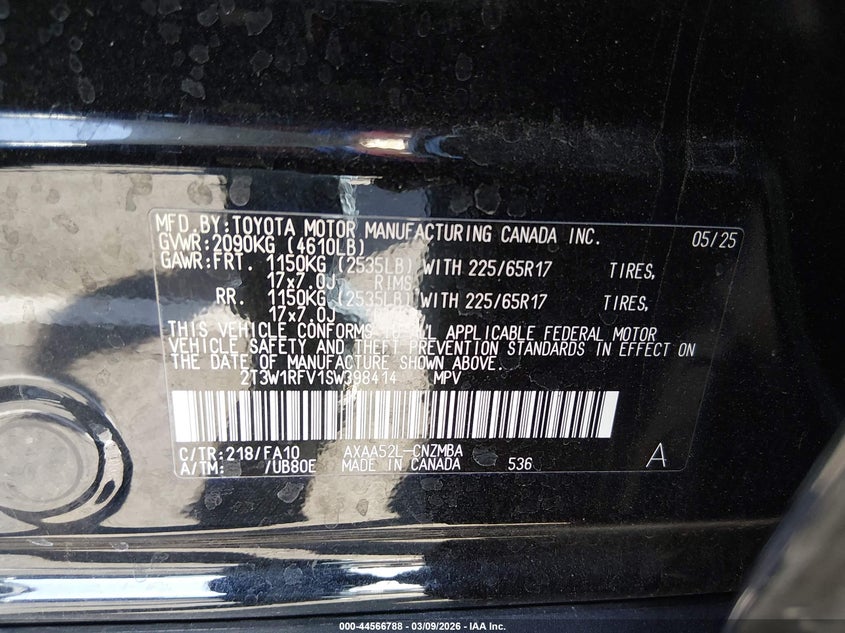 MFD.BY:TOYOTA MOTOR MANUFACTURING CANADA INC. 05/25
GVWR:2090KG (4610LB)
GAWR:FRT. 1150KG (2535LB) WITH 225/65R17 TIRES,
17x7.0J RIMS
RR. 1150KG (2535LB) WITH 225/65R17 TIRES,
17x7.0J
THIS VEHICLE CONFORMS TO ALL APPLICABLE FEDERAL MOTOR
VEHICLE SAFETY AND THEFT PREVENTION STANDARDS IN EFFECT ON
THE DATE OF MANUFACTURE SHOWN ABOVE.
2T3W1RFV1SW398414 MPV
C/TR:218/FA10 AXAA52L-CNZMBA
A/TM: /UB80E MADE IN CANADA 536 A
000-44566788 - 03/09/2026 - IAA Inc.